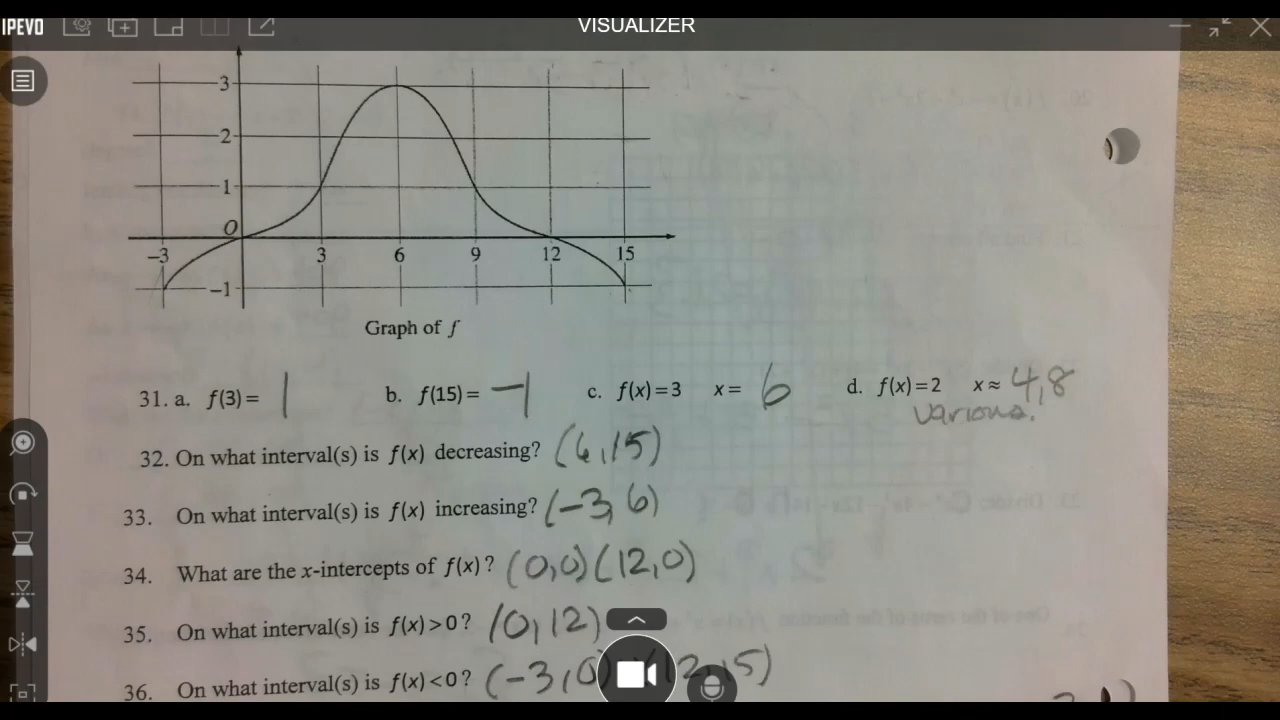 IPEVO
VISUALIZER
3
2
1
O
-3 3 6 9 12 15
-1
Graph of f
31. a. f(3) = 1 b. f(15) = -1 c. f(x) = 3 x = 6 d. f(x) = 2 x ≈ 4,8
various.
32. On what interval(s) is f(x) decreasing? (6,15)
33. On what interval(s) is f(x) increasing? (-3, 6)
34. What are the x-intercepts of f(x)? (0,0)(12,0)
35. On what interval(s) is f(x) > 0? (0,12)
36. On what interval(s) is f(x) < 0? (-3,0) (12,15)